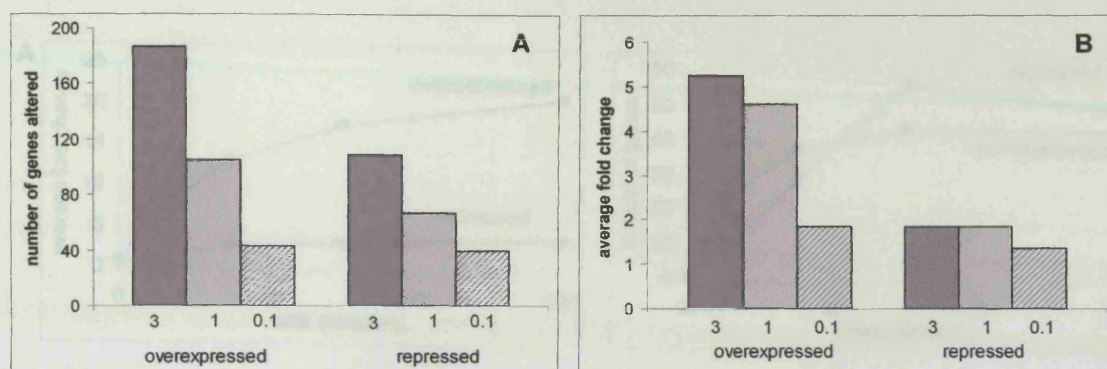 A
number of genes altered
200
160
120
80
40
0
3 1 0.1 3 1 0.1
overexpressed repressed
B
average fold change
6
5
4
3
2
1
0
3 1 0.1 3 1 0.1
overexpressed repressed